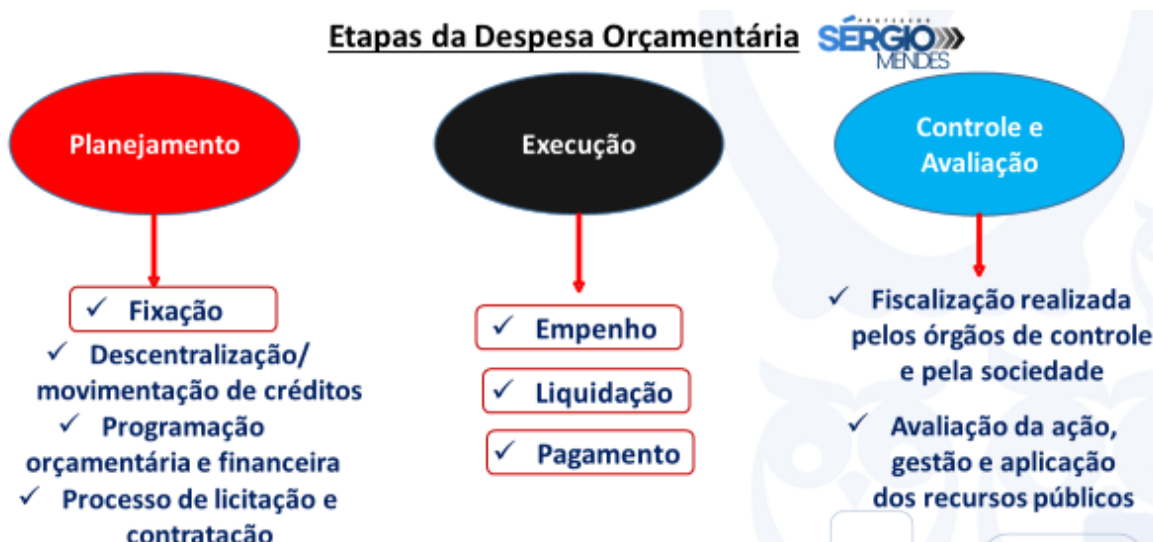 Etapas da Despesa Orçamentária
PROFESSOR
SÉRGIO
MENDES
Planejamento
✓ Fixação
✓ Descentralização/
movimentação de créditos
✓ Programação
orçamentária e financeira
✓ Processo de licitação e
contratação
Execução
✓ Empenho
✓ Liquidação
✓ Pagamento
Controle e
Avaliação
✓ Fiscalização realizada
pelos órgãos de controle
e pela sociedade
✓ Avaliação da ação,
gestão e aplicação
dos recursos públicos